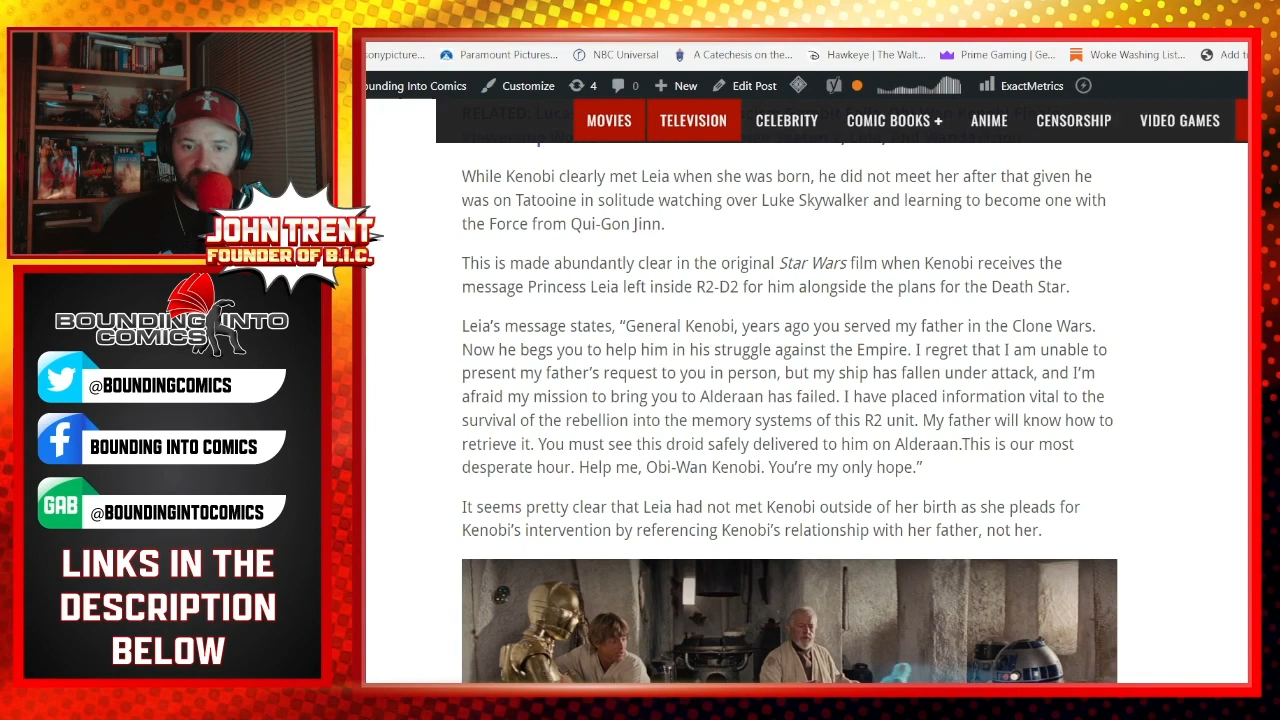 sonypicture...
Paramount Pictures...
NBC Universal
A Catechesis on the...
Hawkeye | The Walt...
Prime Gaming | Ge...
Woke Washing List...
Add t
ounding Into Comics
Customize
4
0
New
Edit Post
ExactMetrics
RELATED:
MOVIES
TELEVISION
CELEBRITY
COMIC BOOKS +
ANIME
CENSORSHIP
VIDEO GAMES
While Kenobi clearly met Leia when she was born, he did not meet her after that given he
was on Tatooine in solitude watching over Luke Skywalker and learning to become one with
the Force from Qui-Gon Jinn.
This is made abundantly clear in the original Star Wars film when Kenobi receives the
message Princess Leia left inside R2-D2 for him alongside the plans for the Death Star.
Leia’s message states, “General Kenobi, years ago you served my father in the Clone Wars.
Now he begs you to help him in his struggle against the Empire. I regret that I am unable to
present my father’s request to you in person, but my ship has fallen under attack, and I’m
afraid my mission to bring you to Alderaan has failed. I have placed information vital to the
survival of the rebellion into the memory systems of this R2 unit. My father will know how to
retrieve it. You must see this droid safely delivered to him on Alderaan.This is our most
desperate hour. Help me, Obi-Wan Kenobi. You’re my only hope.”
It seems pretty clear that Leia had not met Kenobi outside of her birth as she pleads for
Kenobi’s intervention by referencing Kenobi’s relationship with her father, not her.
JOHN TRENT
FOUNDER OF B.I.C.
BOUNDING INTO
COMICS
@BOUNDINGCOMICS
BOUNDING INTO COMICS
GAB
@BOUNDINGINTOCOMICS
LINKS IN THE
DESCRIPTION
BELOW